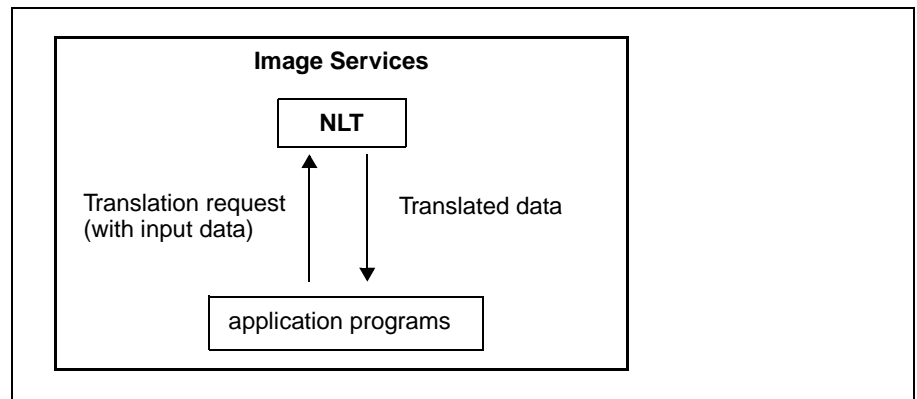 Image Services
NLT
Translation request
(with input data)
Translated data
application programs